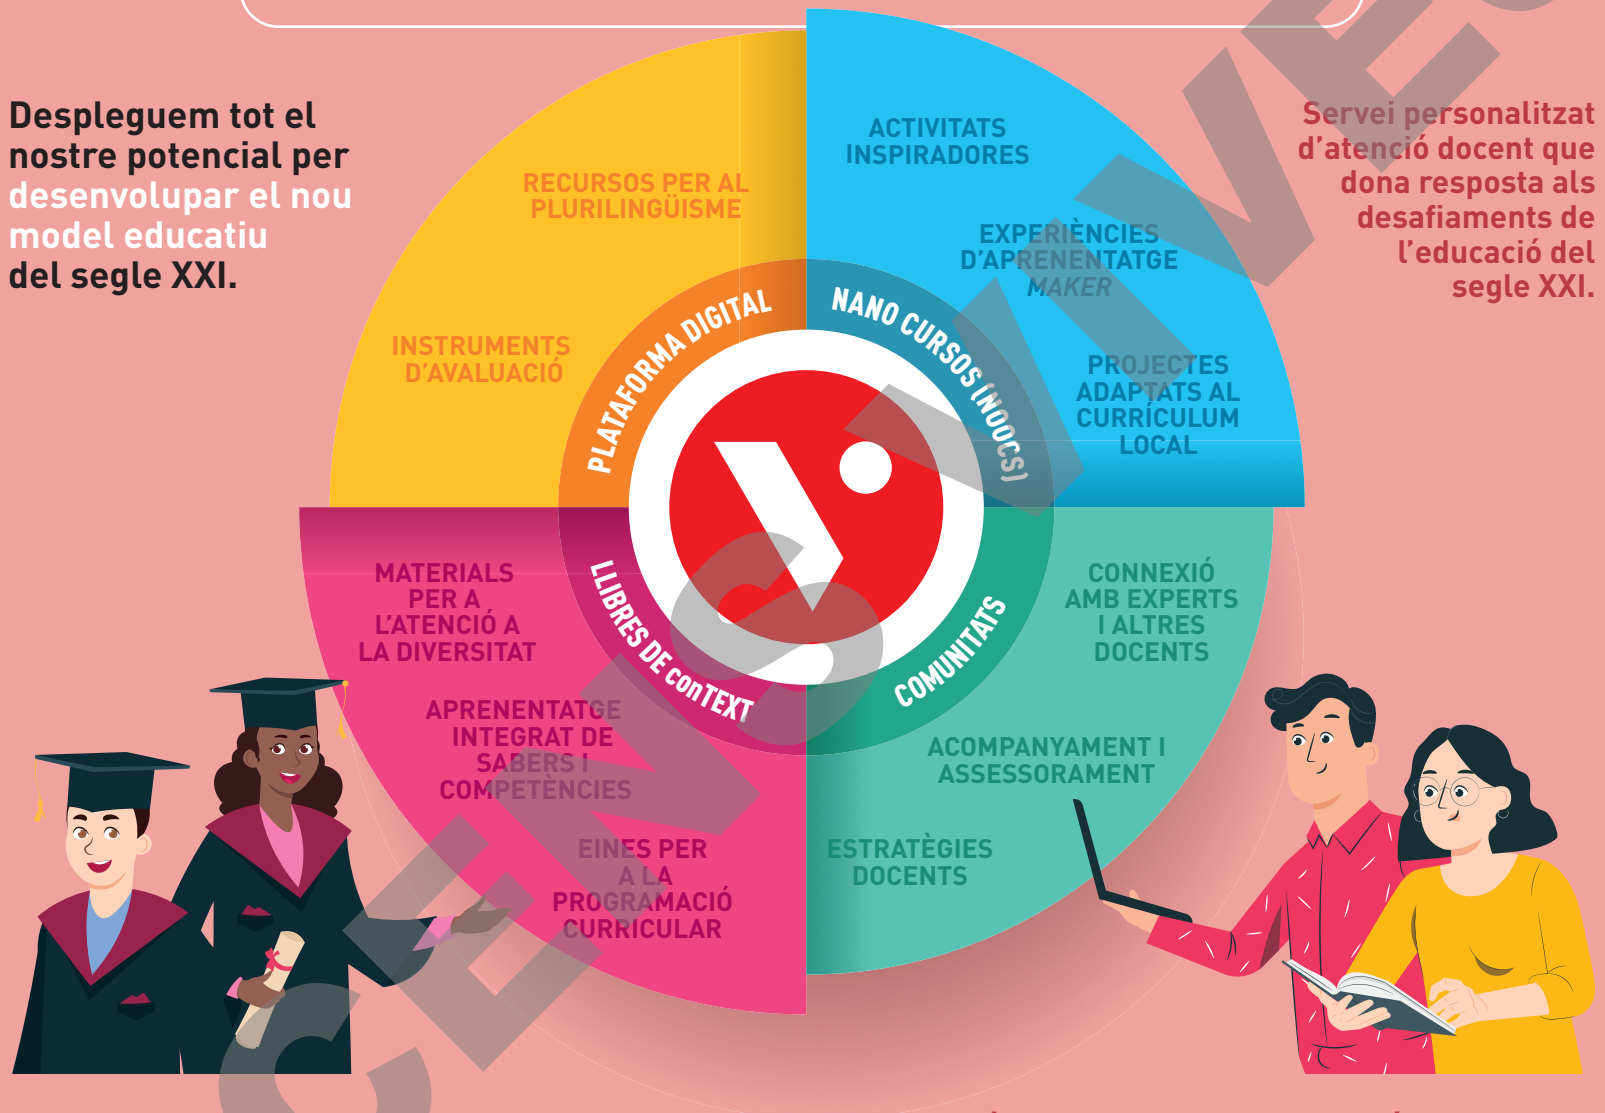 Despleguem tot el
nostre potencial per
desenvolupar el nou
model educatiu
del segle XXI.
Servei personalitzat
d'atenció docent que
dona resposta als
desafiaments de
l'educació del
segle XXI.
RECURSOS PER AL
PLURILINGÜISME
INSTRUMENTS
D'AVALUACIÓ
PLATAFORMA DIGITAL
ACTIVITATS
INSPIRADORES
EXPERIÈNCIES
D'APRENENTATGE
MAKER
PROJECTES
ADAPTATS AL
CURRÍCULUM
LOCAL
NANO CURSOS (NOOCS)
MATERIALS
PER A
L'ATENCIÓ A
LA DIVERSITAT
APRENENTATGE
INTEGRAT DE
SABERS I
COMPETÈNCIES
EINES PER
A LA
PROGRAMACIÓ
CURRICULAR
LLIBRES DE conTEXT
CONNEXIÓ
AMB EXPERTS
I ALTRES
DOCENTS
ACOMPANYAMENT I
ASSESSORAMENT
ESTRATÈGIES
DOCENTS
COMUNITATS